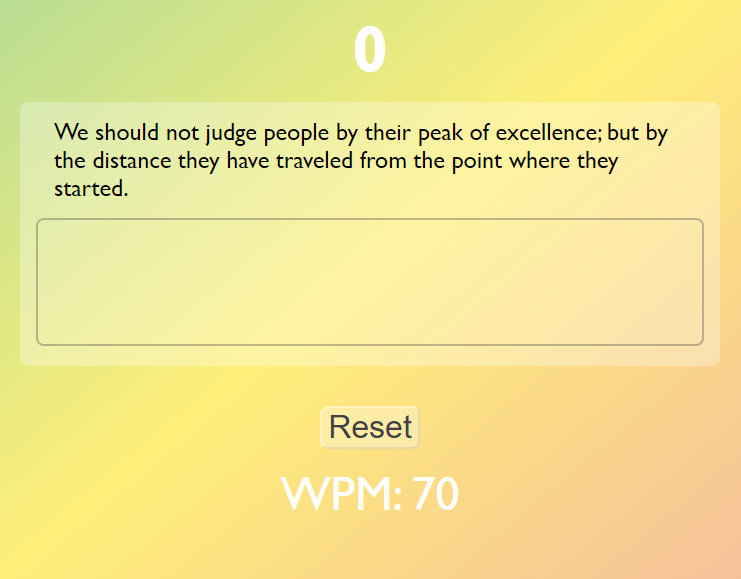 0
We should not judge people by their peak of excellence; but by
the distance they have traveled from the point where they
started.
Reset
WPM: 70